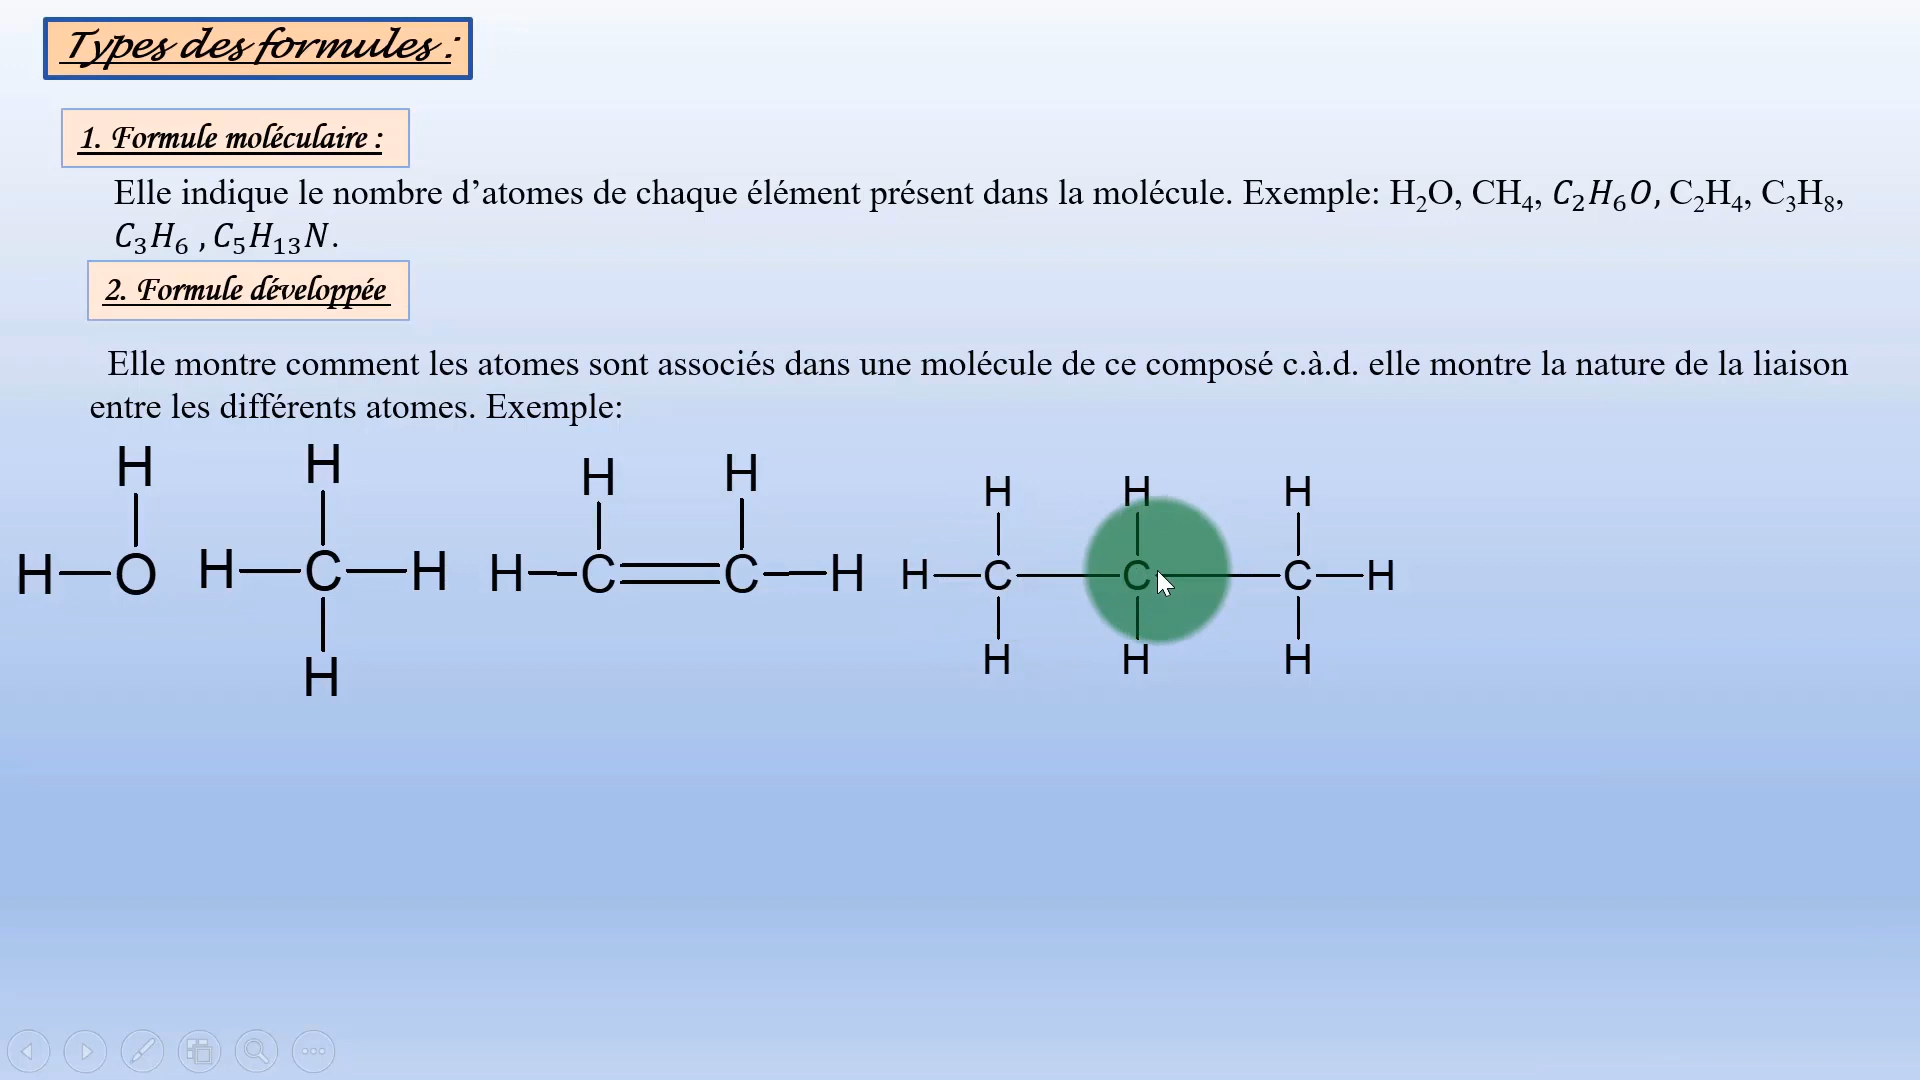 Types des formules :
1. Formule moléculaire :
Elle indique le nombre d’atomes de chaque élément présent dans la molécule. Exemple: H₂O, CH₄, C₂H₆O, C₂H₄, C₃H₈,
C₃H₆ , C₅H₁₃N.
2. Formule développée
Elle montre comment les atomes sont associés dans une molécule de ce composé c.à.d. elle montre la nature de la liaison
entre les différents atomes. Exemple:
H H H H H H H
H O H C H H C C H H C C C H
H H H H